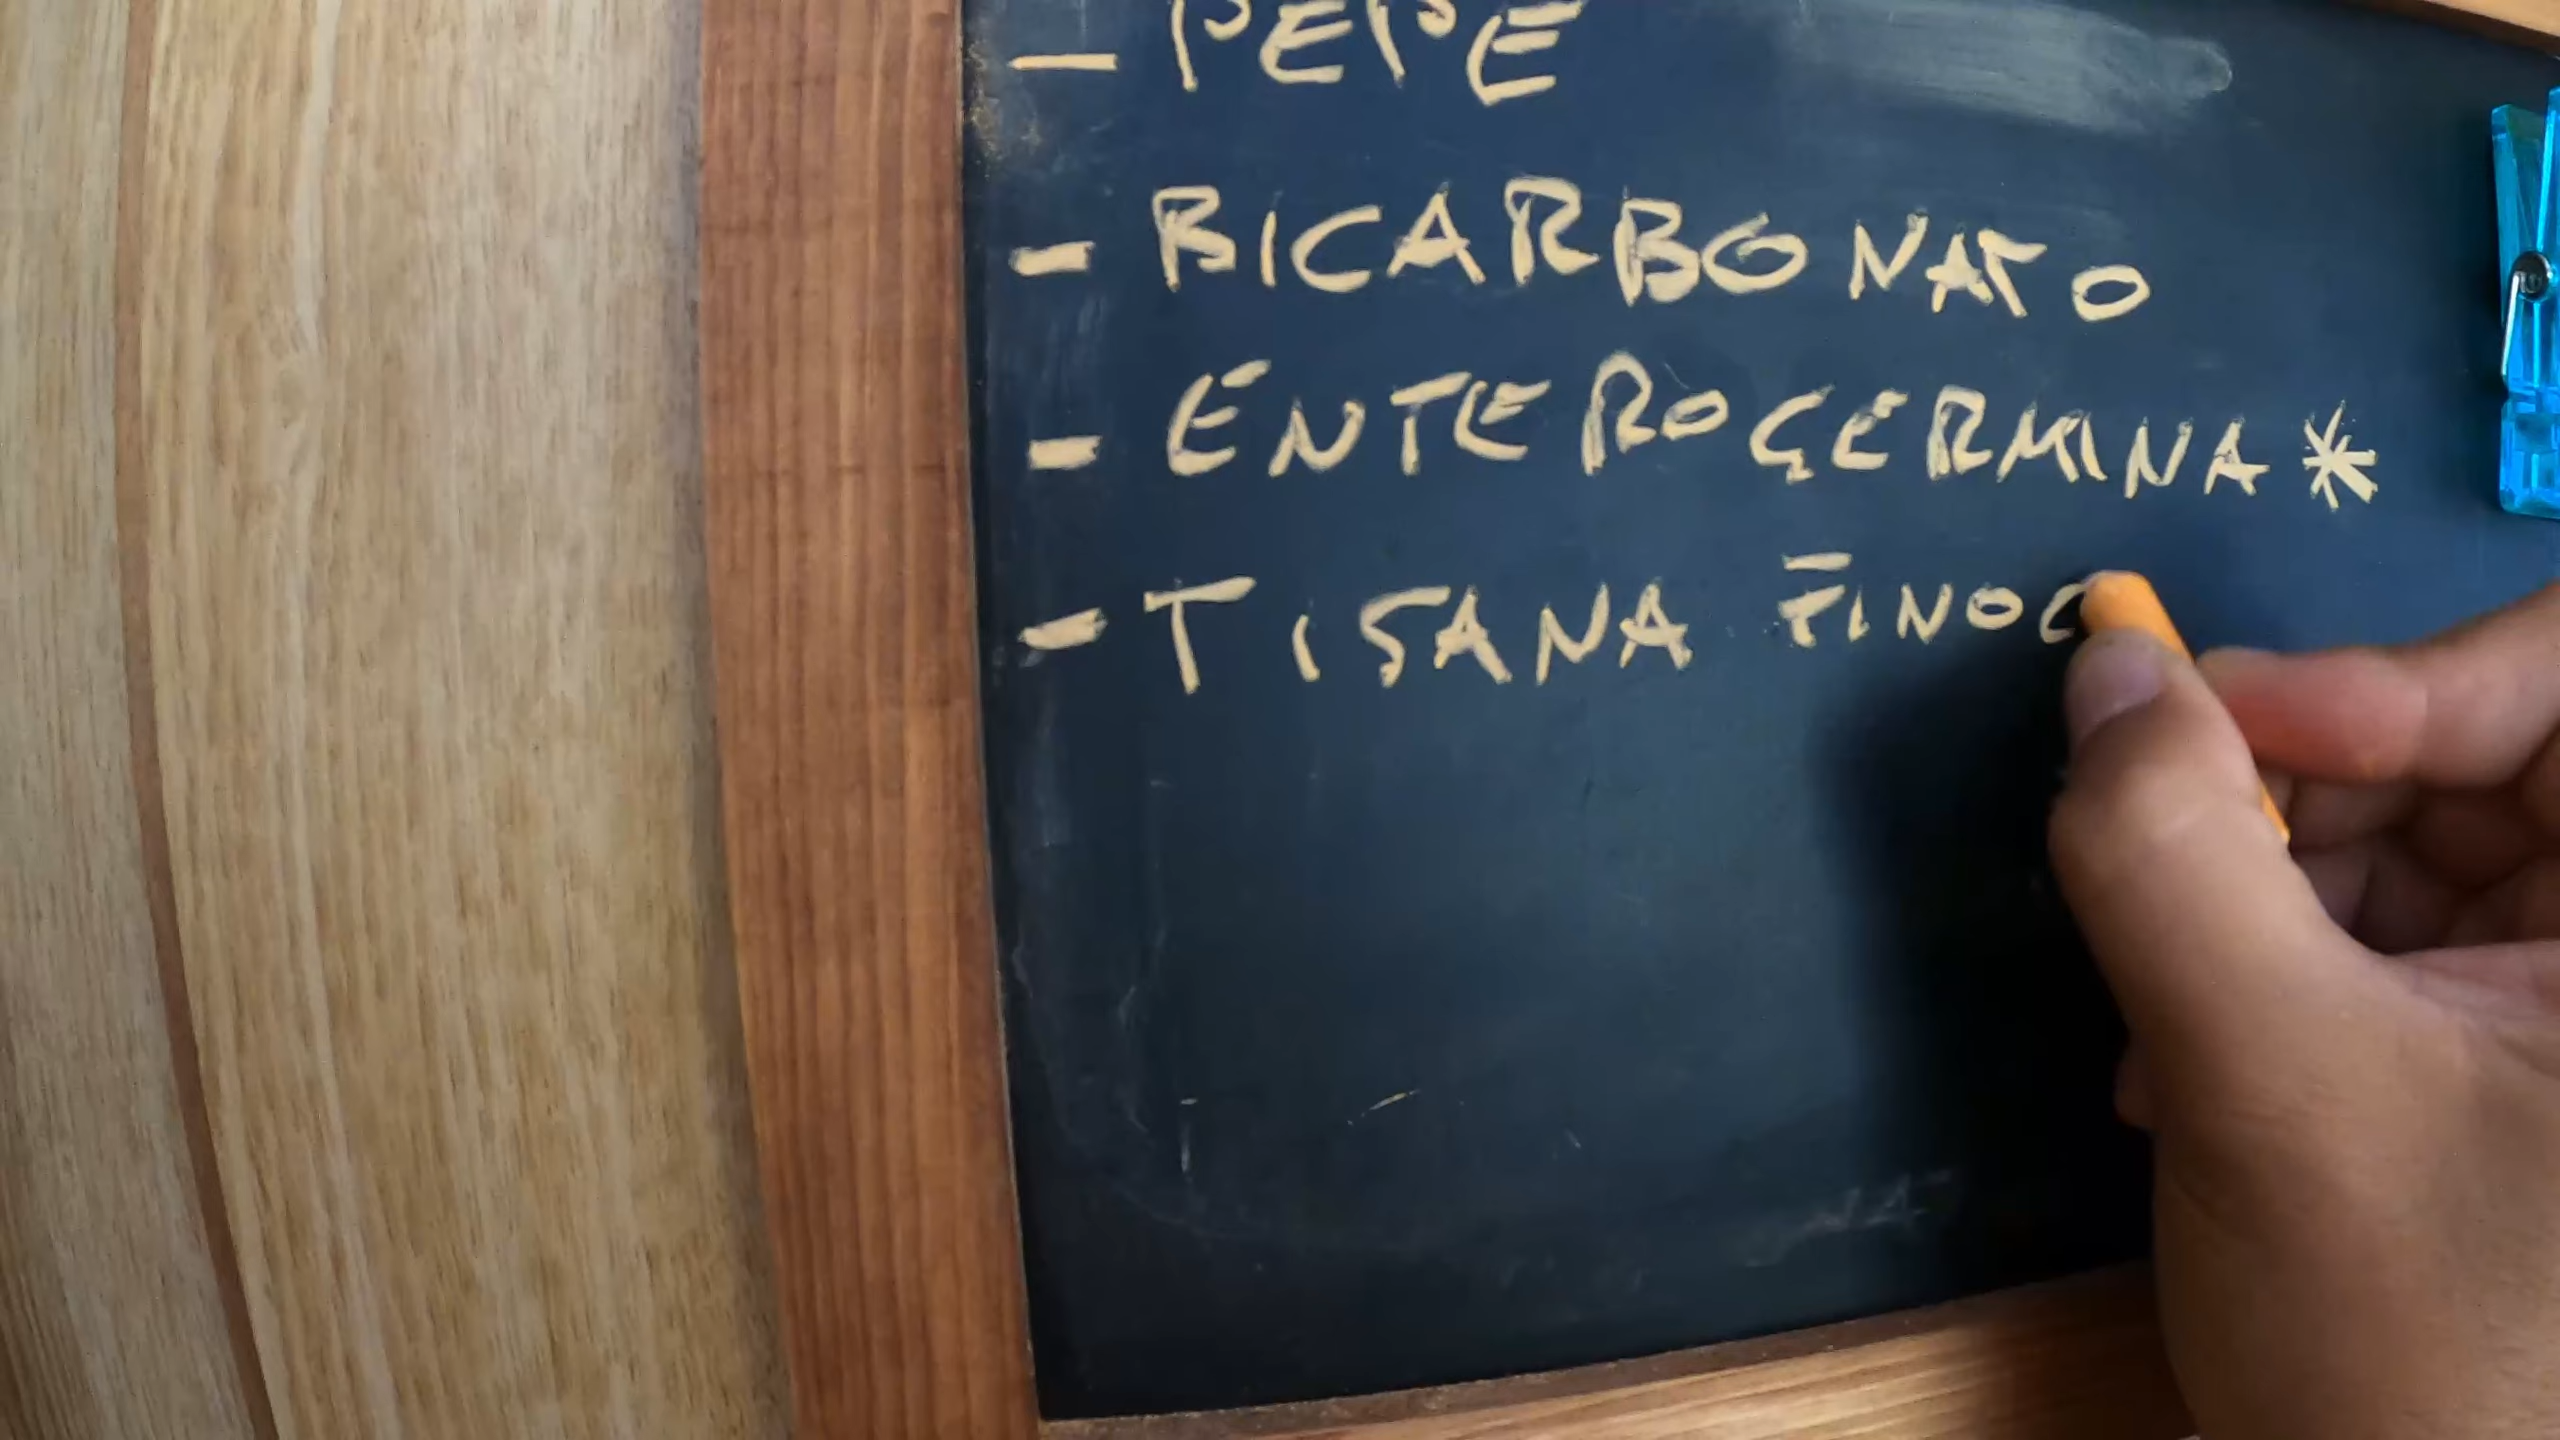 - PEPE
- BICARBONATO
- ENTEROGERMINA*
- TISANA FINOC